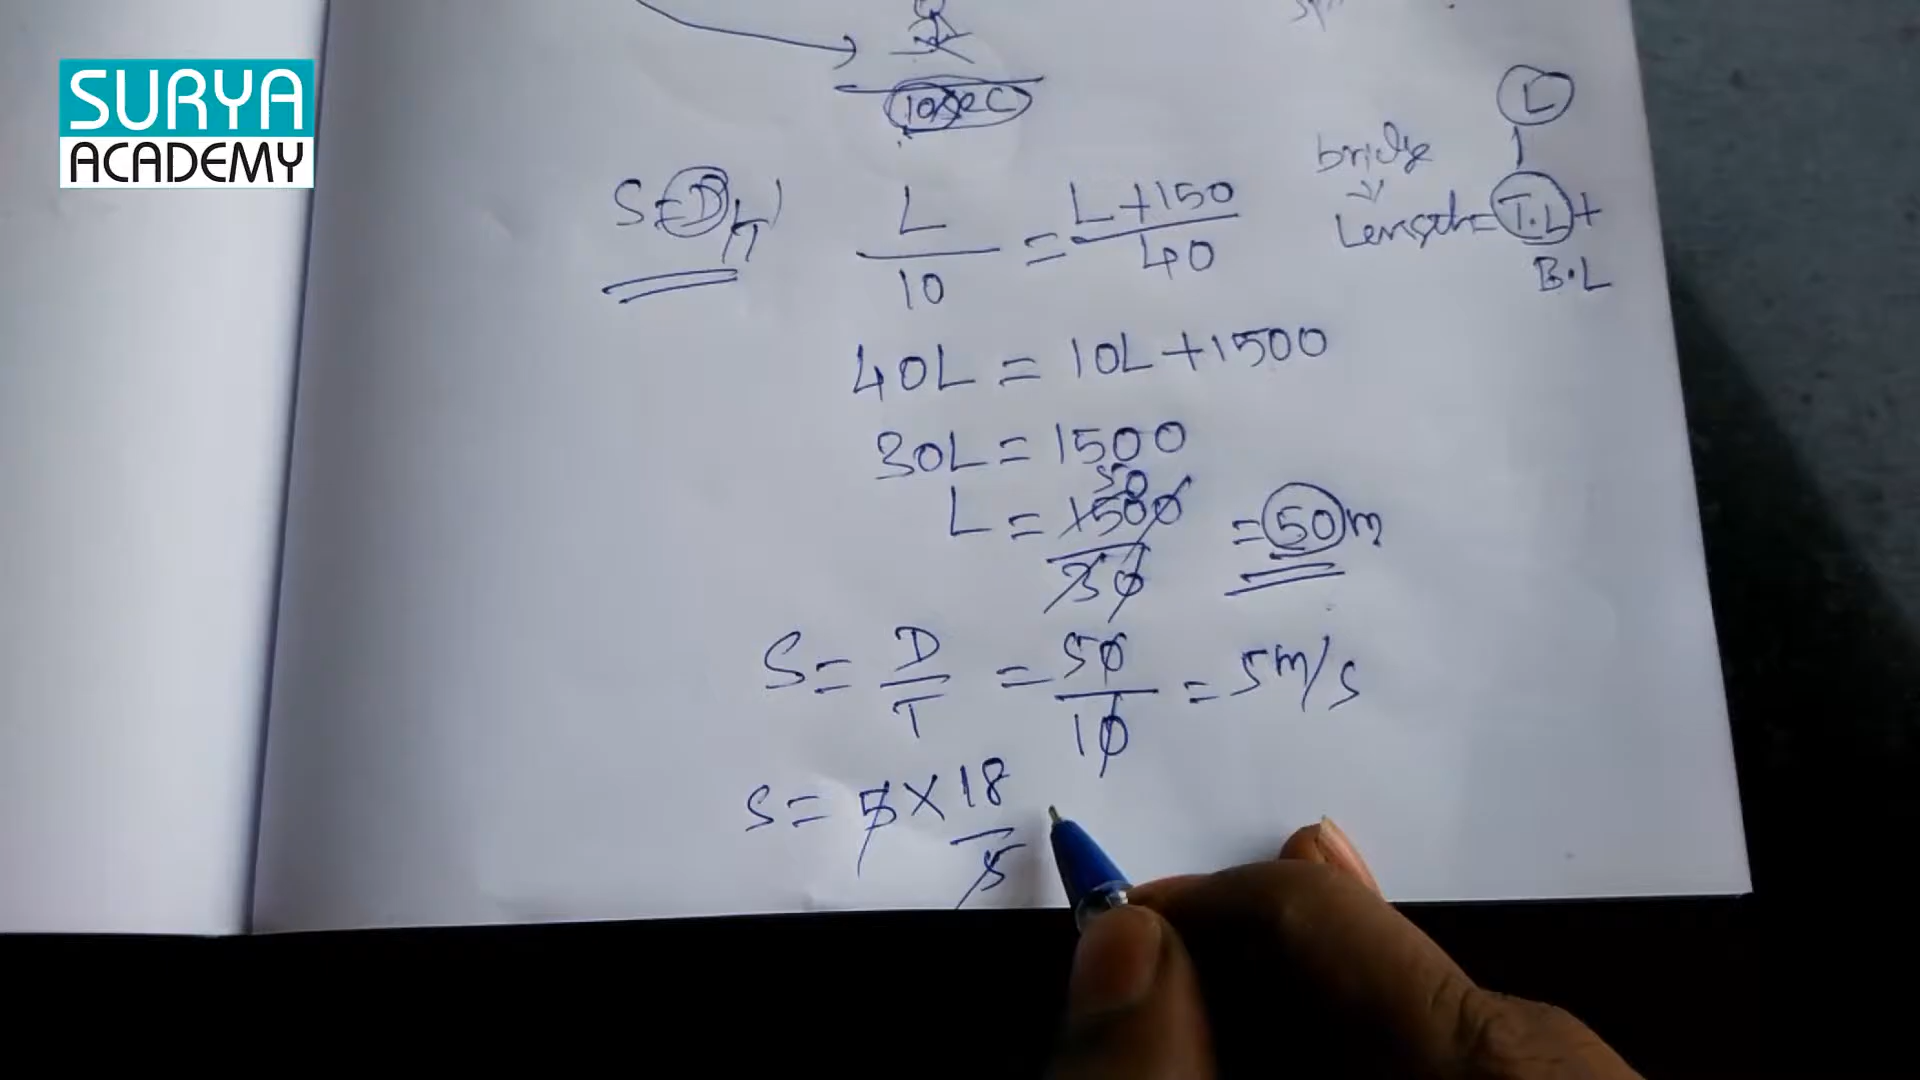 SURYA
ACADEMY
10sec
S=D/T
L/10 = L+150/40
bridge
Length= T.L+
B.L
L
40L = 10L+1500
30L = 1500
L = 1500/30 = 50m
50
S= D/T = 50/10 = 5m/s
S= 5×18/5